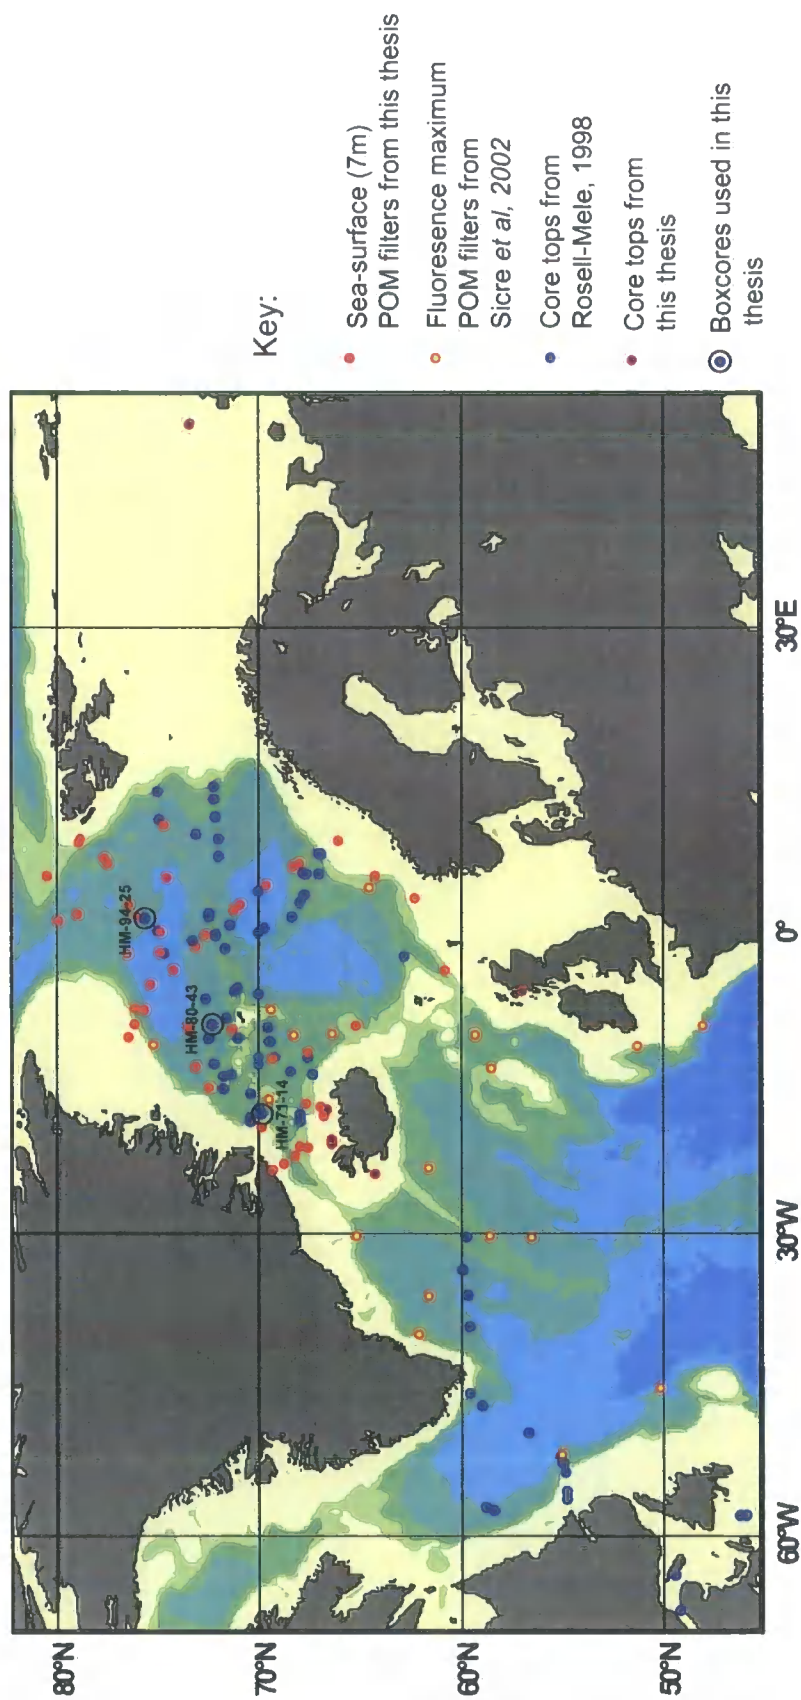 80°N
70°N
60°N
50°N
60°W
30°W
0°
30°E
HM-94-25
HM-80-43
HM-71-14
Key:
Sea-surface (7m)
POM filters from this thesis
Fluoresence maximum
POM filters from
Sicre et al, 2002
Core tops from
Rosell-Mele, 1998
Core tops from
this thesis
Boxcores used in this
thesis